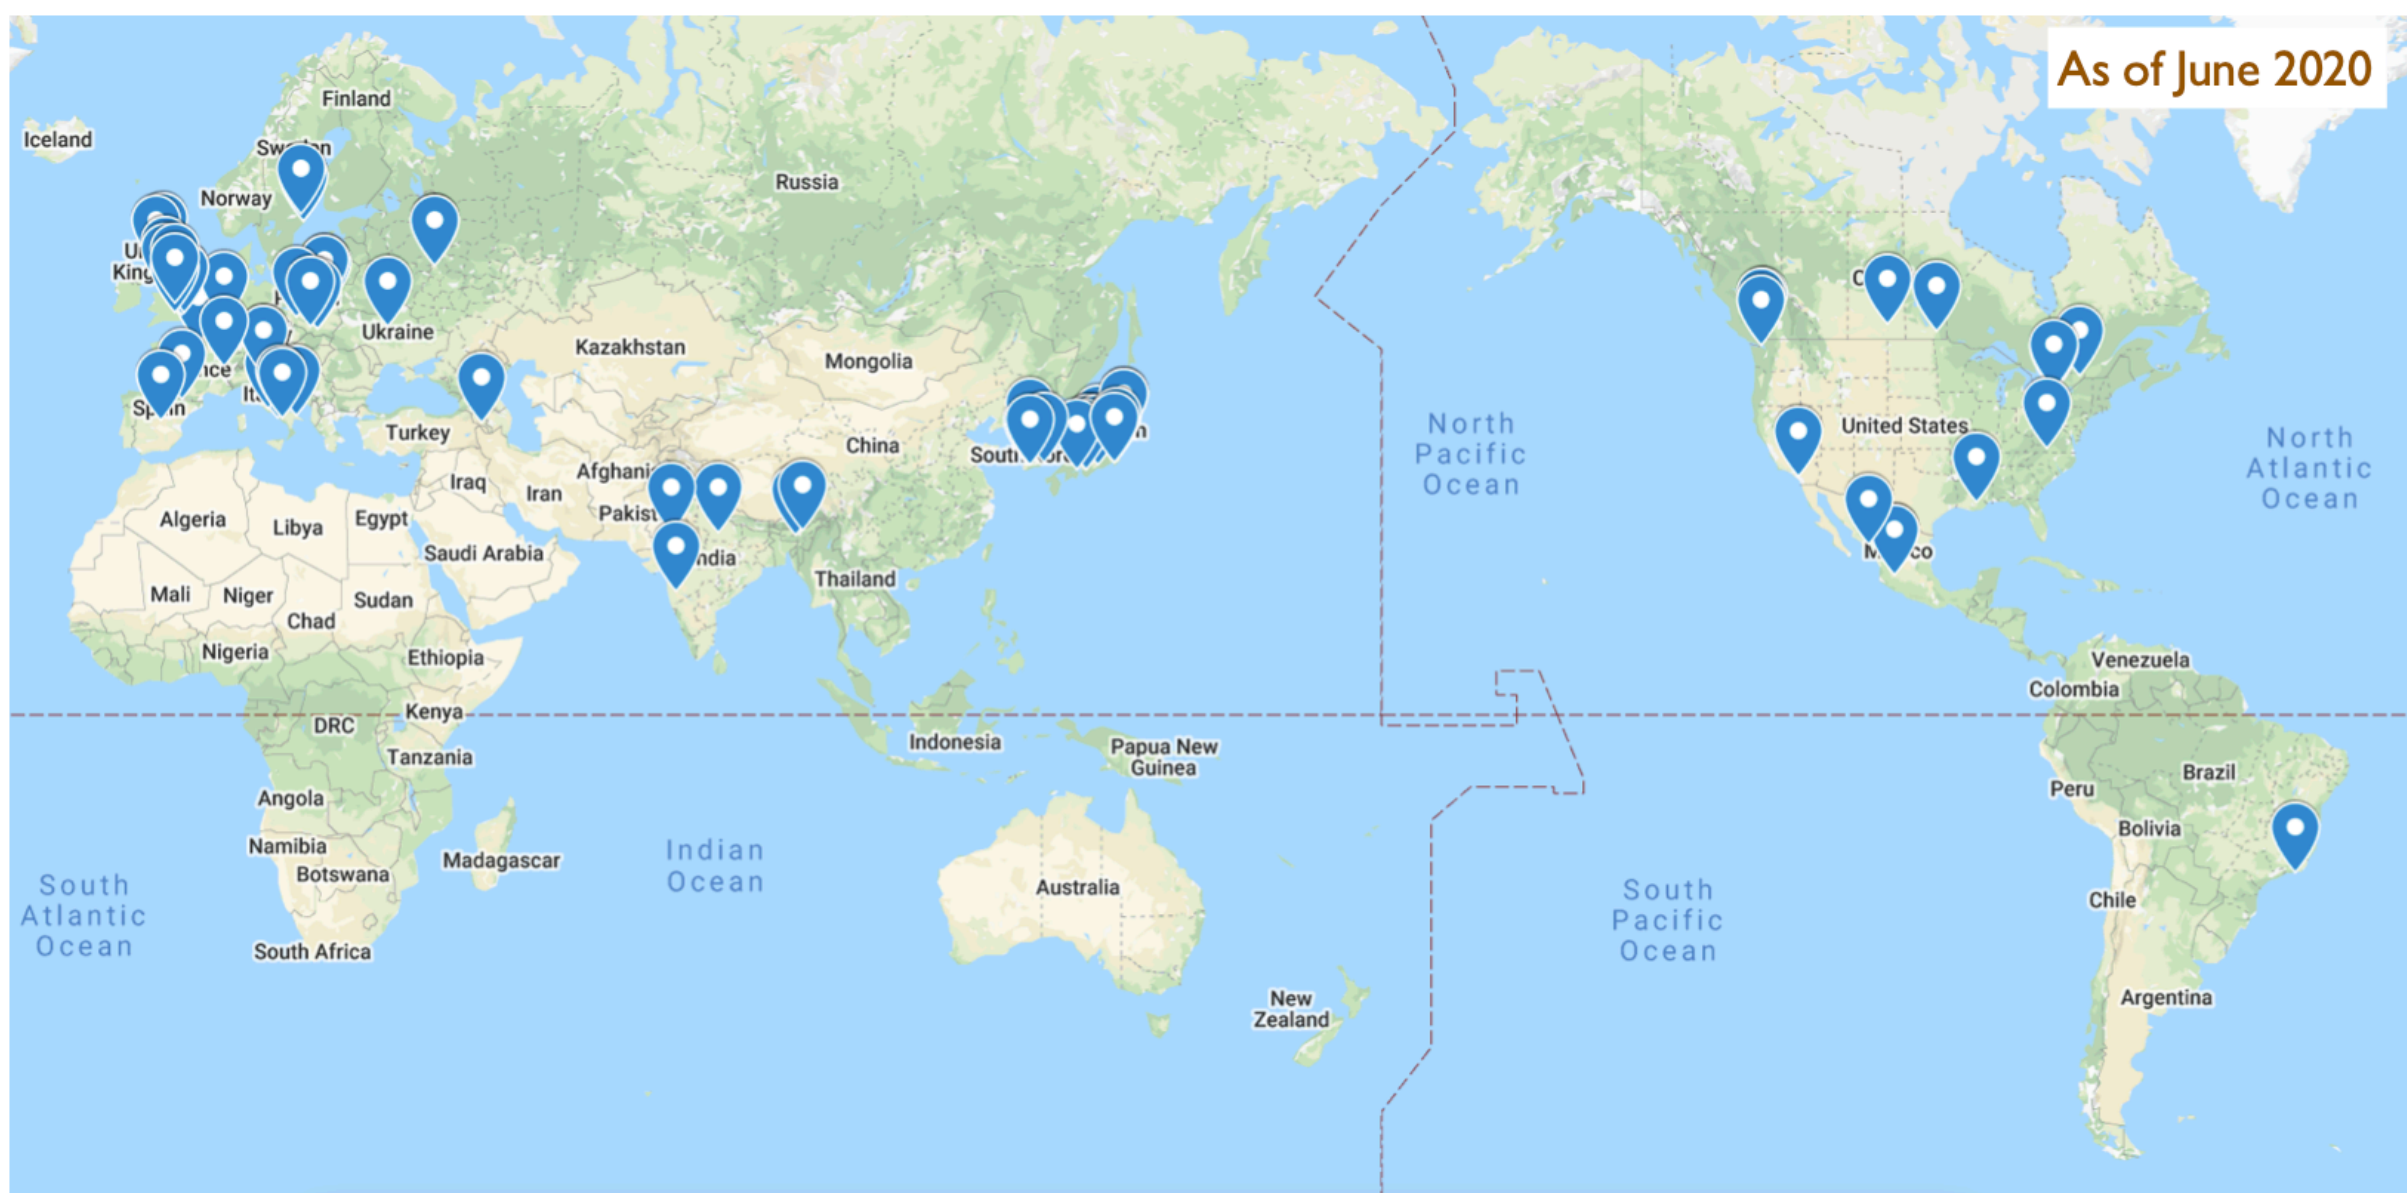 As of June 2020
Finland
Iceland
Norway
Russia
Ukraine
Kazakhstan
Mongolia
Turkey
China
Iraq
Iran
Algeria
Libya
Egypt
Saudi Arabia
Thailand
Mali
Niger
Chad
Sudan
Nigeria
Ethiopia
DRC
Kenya
Tanzania
Angola
Namibia
Botswana
Madagascar
South Africa
South
Atlantic
Ocean
Indian
Ocean
Indonesia
Papua New
Guinea
Australia
New
Zealand
North
Pacific
Ocean
South
Pacific
Ocean
United States
North
Atlantic
Ocean
Venezuela
Colombia
Brazil
Peru
Bolivia
Chile
Argentina